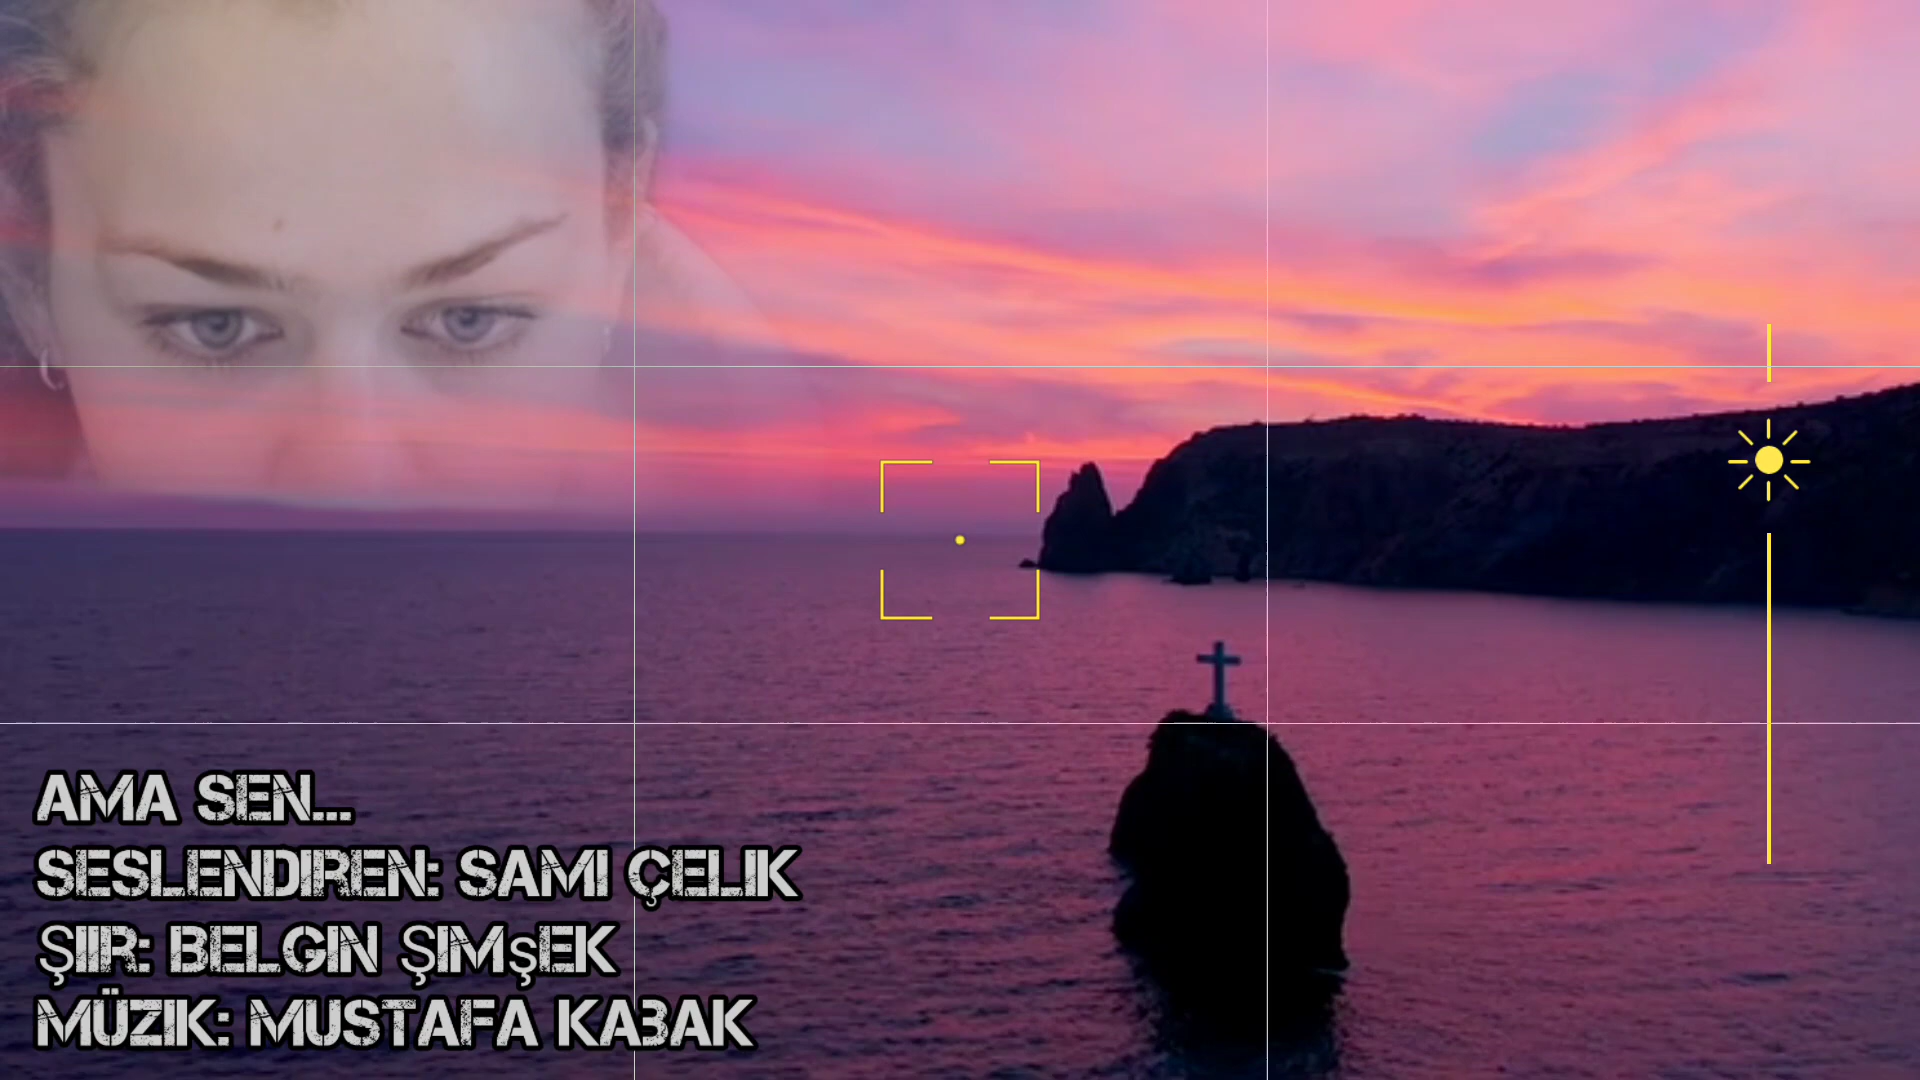 AMA SEN...
SESLENDIREN: SAMI ÇELIK
ŞIIR: BELGIN ŞIMşEK
MÜZIK: MUSTAFA KABAK